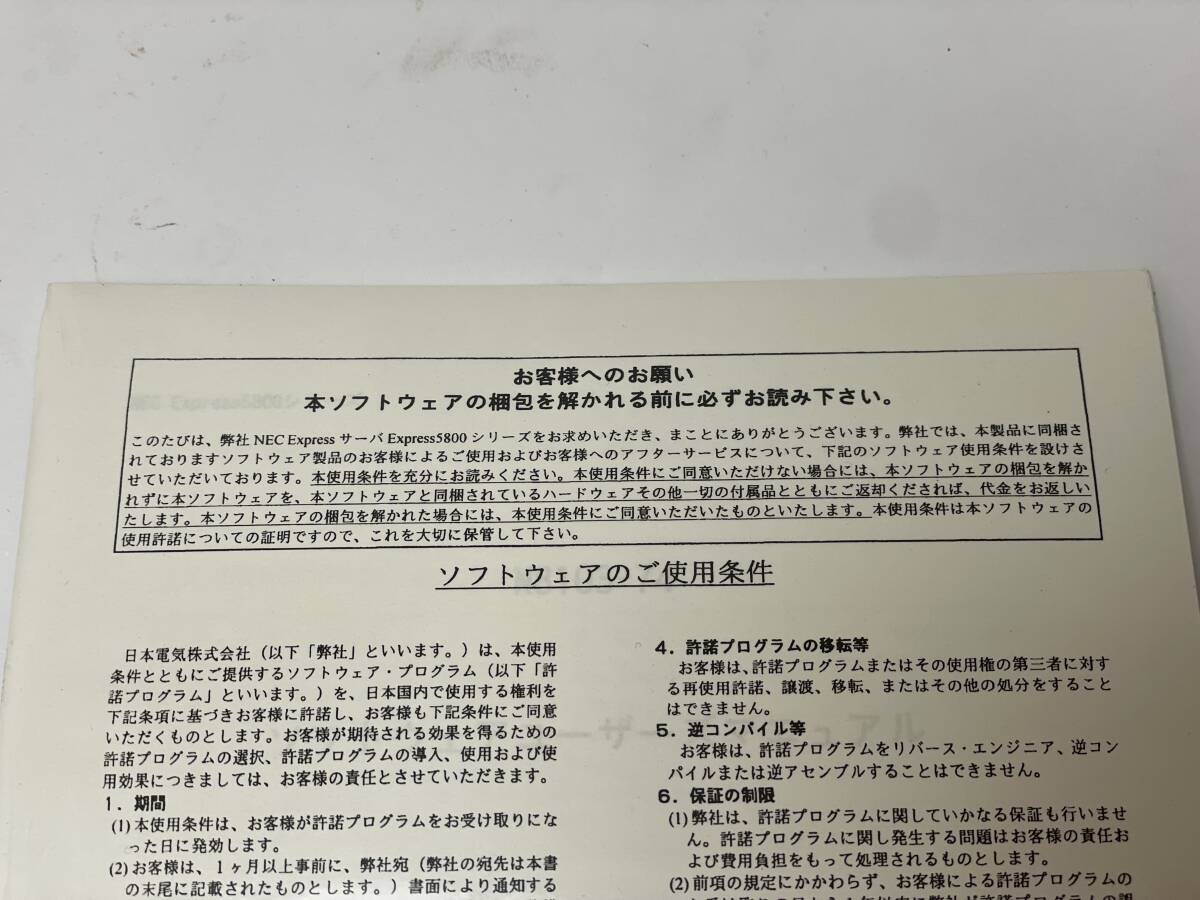 お客様へのお願い
本ソフトウェアの梱包を解かれる前に必ずお読み下さい。
このたびは、弊社 NEC Express サーバ Express5800 シリーズをお求めいただき、まことにありがとうございます。弊社では、本製品に同梱さ
れておりますソフトウェア製品のお客様によるご使用およびお客様へのアフターサービスについて、下記のソフトウェア使用条件を設けさ
せていただいております。本使用条件を充分にお読みください。本使用条件にご同意いただけない場合には、本ソフトウェアの梱包を解か
れずに本ソフトウェアを、本ソフトウェアと同梱されているハードウェアその他一切の付属品とともにご返却くだされば、代金をお返しい
たします。本ソフトウェアの梱包を解かれた場合には、本使用条件にご同意いただいたものといたします。本使用条件は本ソフトウェアの
使用許諾についての証明ですので、これを大切に保管して下さい。
ソフトウェアのご使用条件
日本電気株式会社（以下「弊社」といいます。）は、本使用
条件とともにご提供するソフトウェア・プログラム（以下「許
諾プログラム」といいます。）を、日本国内で使用する権利を
下記条項に基づきお客様に許諾し、お客様も下記条件にご同意
いただくものとします。お客様が期待される効果を得るための
許諾プログラムの選択、許諾プログラムの導入、使用および使
用効果につきましては、お客様の責任とさせていただきます。
1．期間
(1) 本使用条件は、お客様が許諾プログラムをお受け取りにな
った日に発効します。
(2) お客様は、1ヶ月以上事前に、弊社宛（弊社の宛先は本書
の末尾に記載されたものとします。）書面により通知する
4．許諾プログラムの移転等
お客様は、許諾プログラムまたはその使用権の第三者に対す
る再使用許諾、譲渡、移転、またはその他の処分をすること
はできません。
5．逆コンパイル等
お客様は、許諾プログラムをリバース・エンジニア、逆コン
パイルまたは逆アセンブルすることはできません。
6．保証の制限
(1) 弊社は、許諾プログラムに関していかなる保証も行いませ
ん。許諾プログラムに関し発生する問題はお客様の責任お
よび費用負担をもって処理されるものとします。
(2) 前項の規定にかかわらず、お客様による許諾プログラムの